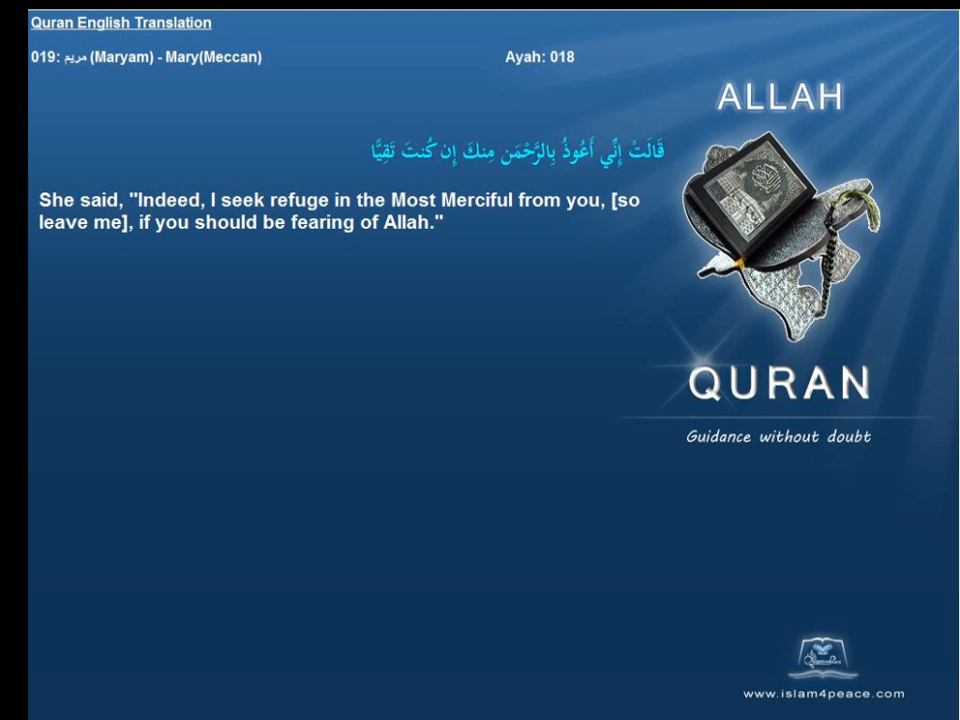 Quran English Translation
019: مريم (Maryam) - Mary(Meccan) Ayah: 018
ALLAH
قَالَتْ إِنِّي أَعُوذُ بِالرَّحْمَن مِنكَ إِن كُنتَ تَقِيًّا
She said, "Indeed, I seek refuge in the Most Merciful from you, [so
leave me], if you should be fearing of Allah."
QURAN
Guidance without doubt
www.islam4peace.com